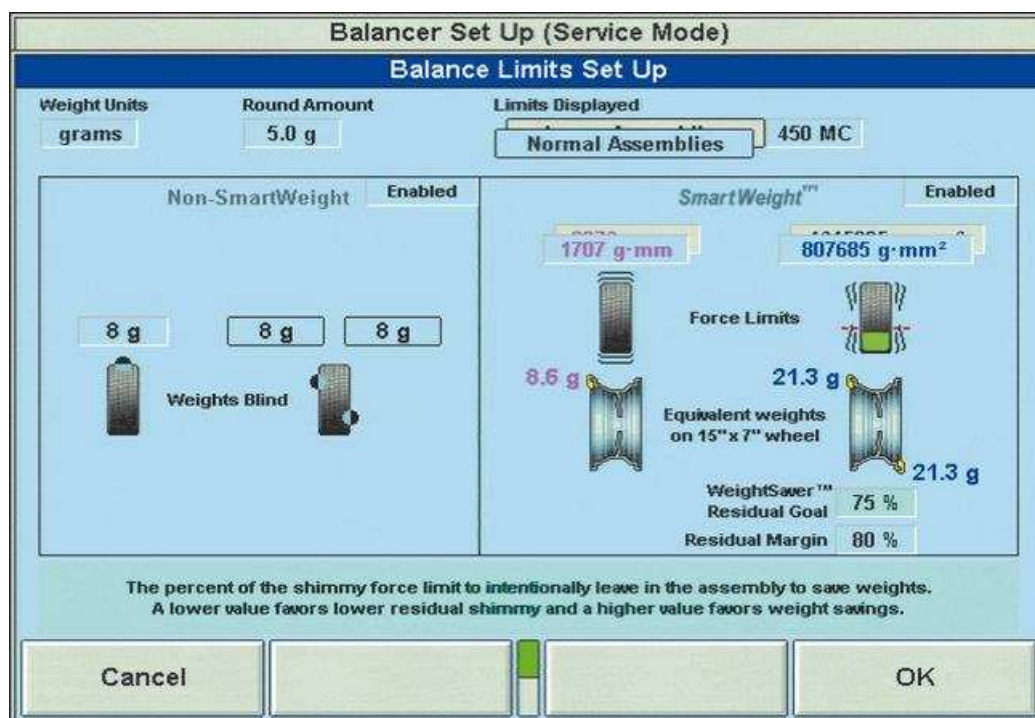 Balancer Set Up (Service Mode)
Balance Limits Set Up
Weight Units
Round Amount
Limits Displayed
grams
5.0 g
Normal Assemblies
450 MC
Non-SmartWeight
Enabled
SmartWeight™
Enabled
1707 g·mm
807685 g·mm²
8 g
8 g
8 g
Force Limits
Weights Blind
8.6 g
21.3 g
Equivalent weights
on 15" x 7" wheel
21.3 g
WeightSaver™
Residual Goal
75 %
Residual Margin
80 %
The percent of the shimmy force limit to intentionally leave in the assembly to save weights.
A lower value favors lower residual shimmy and a higher value favors weight savings.
Cancel
OK